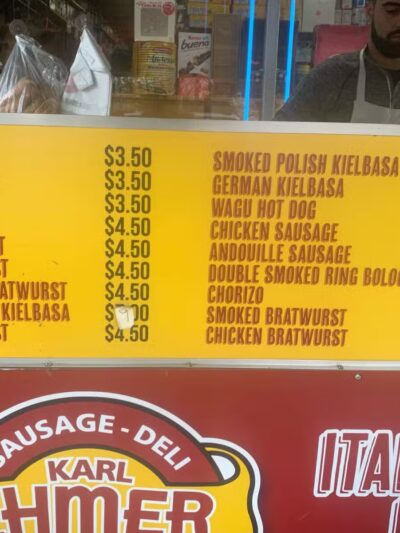 $3.50 SMOKED POLISH KIELBASA
$3.50 GERMAN KIELBASA
$3.50 WAGU HOT DOG
$4.50 CHICKEN SAUSAGE
T $4.50 ANDOUILLE SAUSAGE
T $4.50 DOUBLE SMOKED RING BOLO
ATWURST $4.50 CHORIZO
KIELBASA SMOKED BRATWURST
T $4.50 CHICKEN BRATWURST
SAUSAGE - DELI
KARL
HMER
ITA